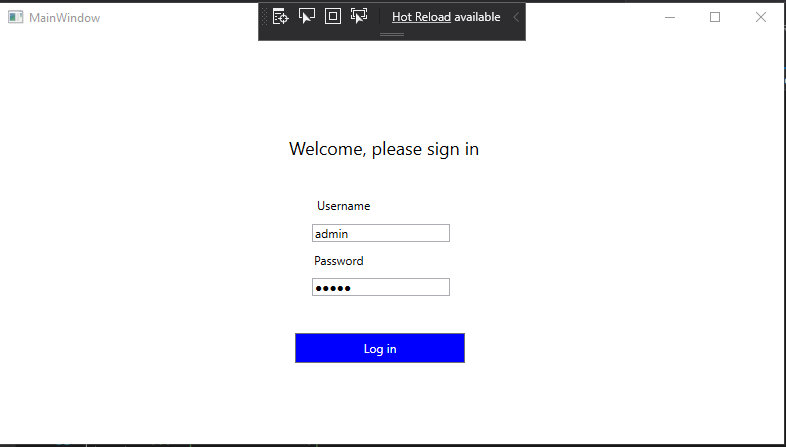 MainWindow
Hot Reload available
Welcome, please sign in
Username
admin
Password
●●●●●
Log in